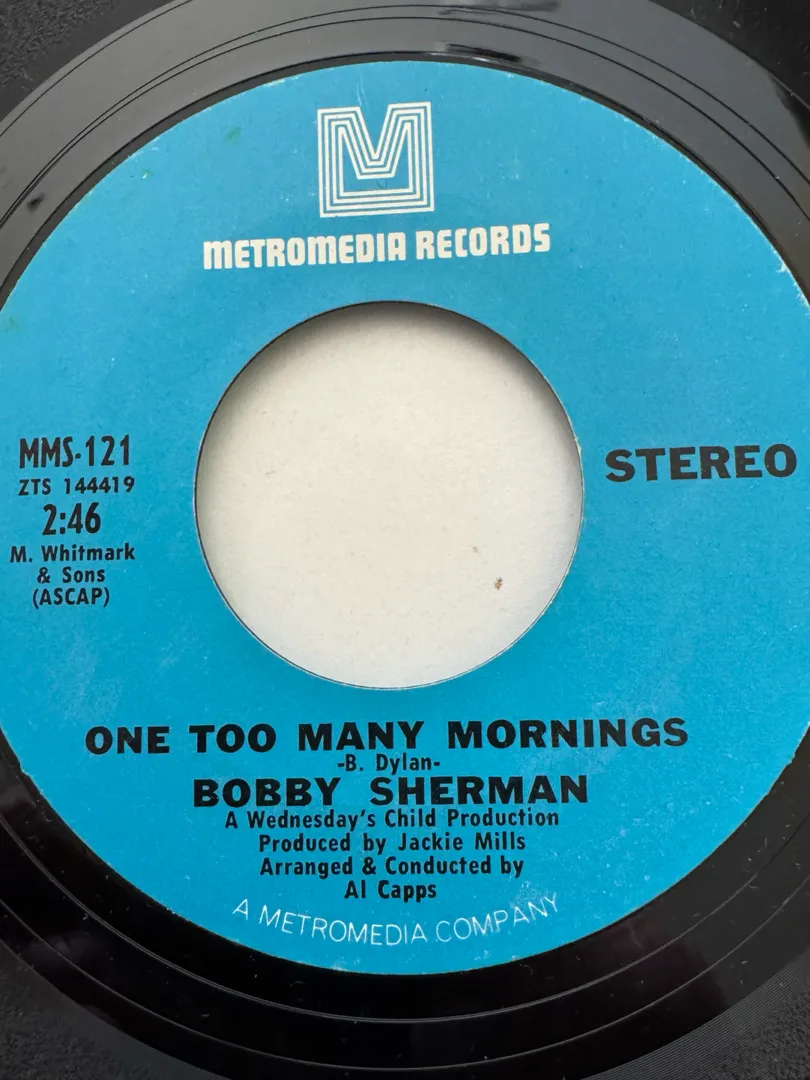 M
METROMEDIA RECORDS
MMS-121
ZTS 144419
2:46
M. Whitmark
& Sons
(ASCAP)
STEREO
ONE TOO MANY MORNINGS
-B. Dylan-
BOBBY SHERMAN
A Wednesday's Child Production
Produced by Jackie Mills
Arranged & Conducted by
Al Capps
A METROMEDIA COMPANY